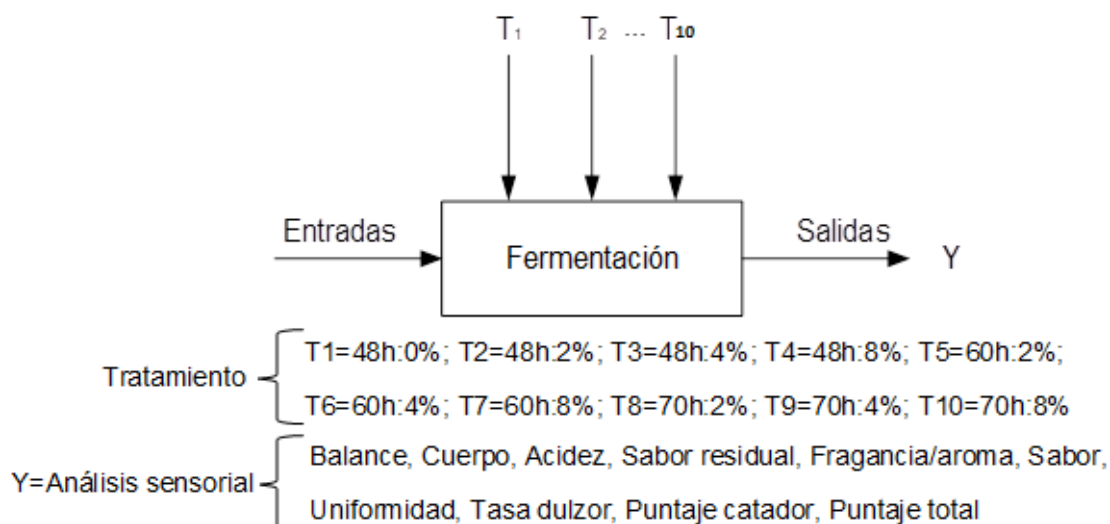 T1 T2 ... T10
Entradas
Fermentación
Salidas
Y
Tratamiento
T1=48h:0%; T2=48h:2%; T3=48h:4%; T4=48h:8%; T5=60h:2%;
T6=60h:4%; T7=60h:8%; T8=70h:2%; T9=70h:4%; T10=70h:8%
Y=Análisis sensorial
Balance, Cuerpo, Acidez, Sabor residual, Fragancia/aroma, Sabor,
Uniformidad, Tasa dulzor, Puntaje catador, Puntaje total